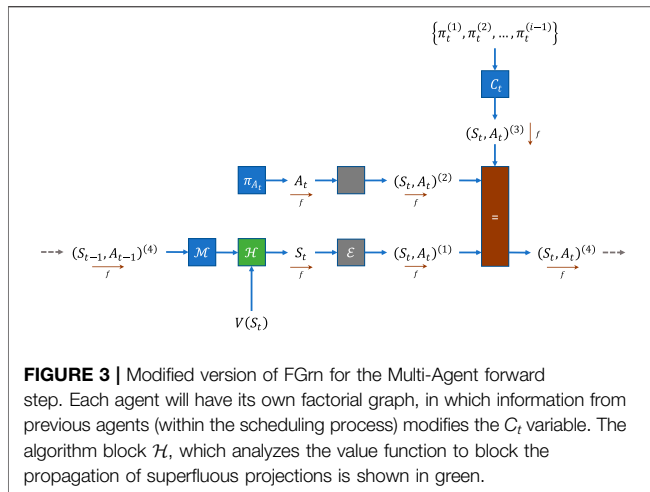 {π_t^(1), π_t^(2), ..., π_t^(i−1)}
C_t
(S_t, A_t)^(3) f
π_{A_t} A_t (S_t, A_t)^(2)
f f
=
(S_{t−1}, A_{t−1})^(4) ℳ ℋ S_t ℰ (S_t, A_t)^(1) (S_t, A_t)^(4)
f f f f
V(S_t)
FIGURE 3 | Modified version of FGrn for the Multi-Agent forward
step. Each agent will have its own factorial graph, in which information from
previous agents (within the scheduling process) modifies the C_t variable. The
algorithm block ℋ, which analyzes the value function to block the
propagation of superfluous projections is shown in green.